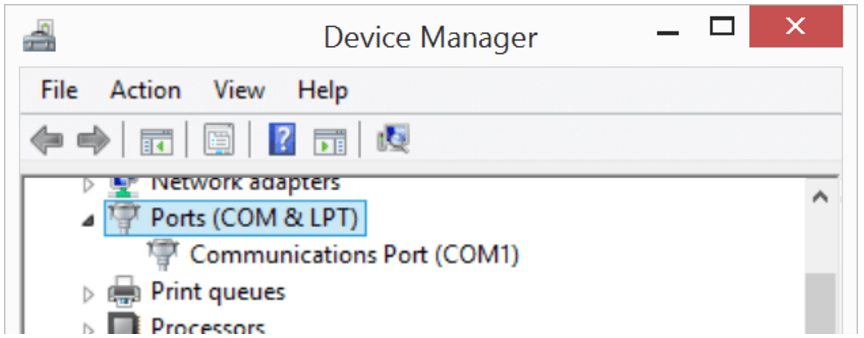 Device Manager
File Action View Help
Network adapters
Ports (COM & LPT)
Communications Port (COM1)
Print queues
Processors